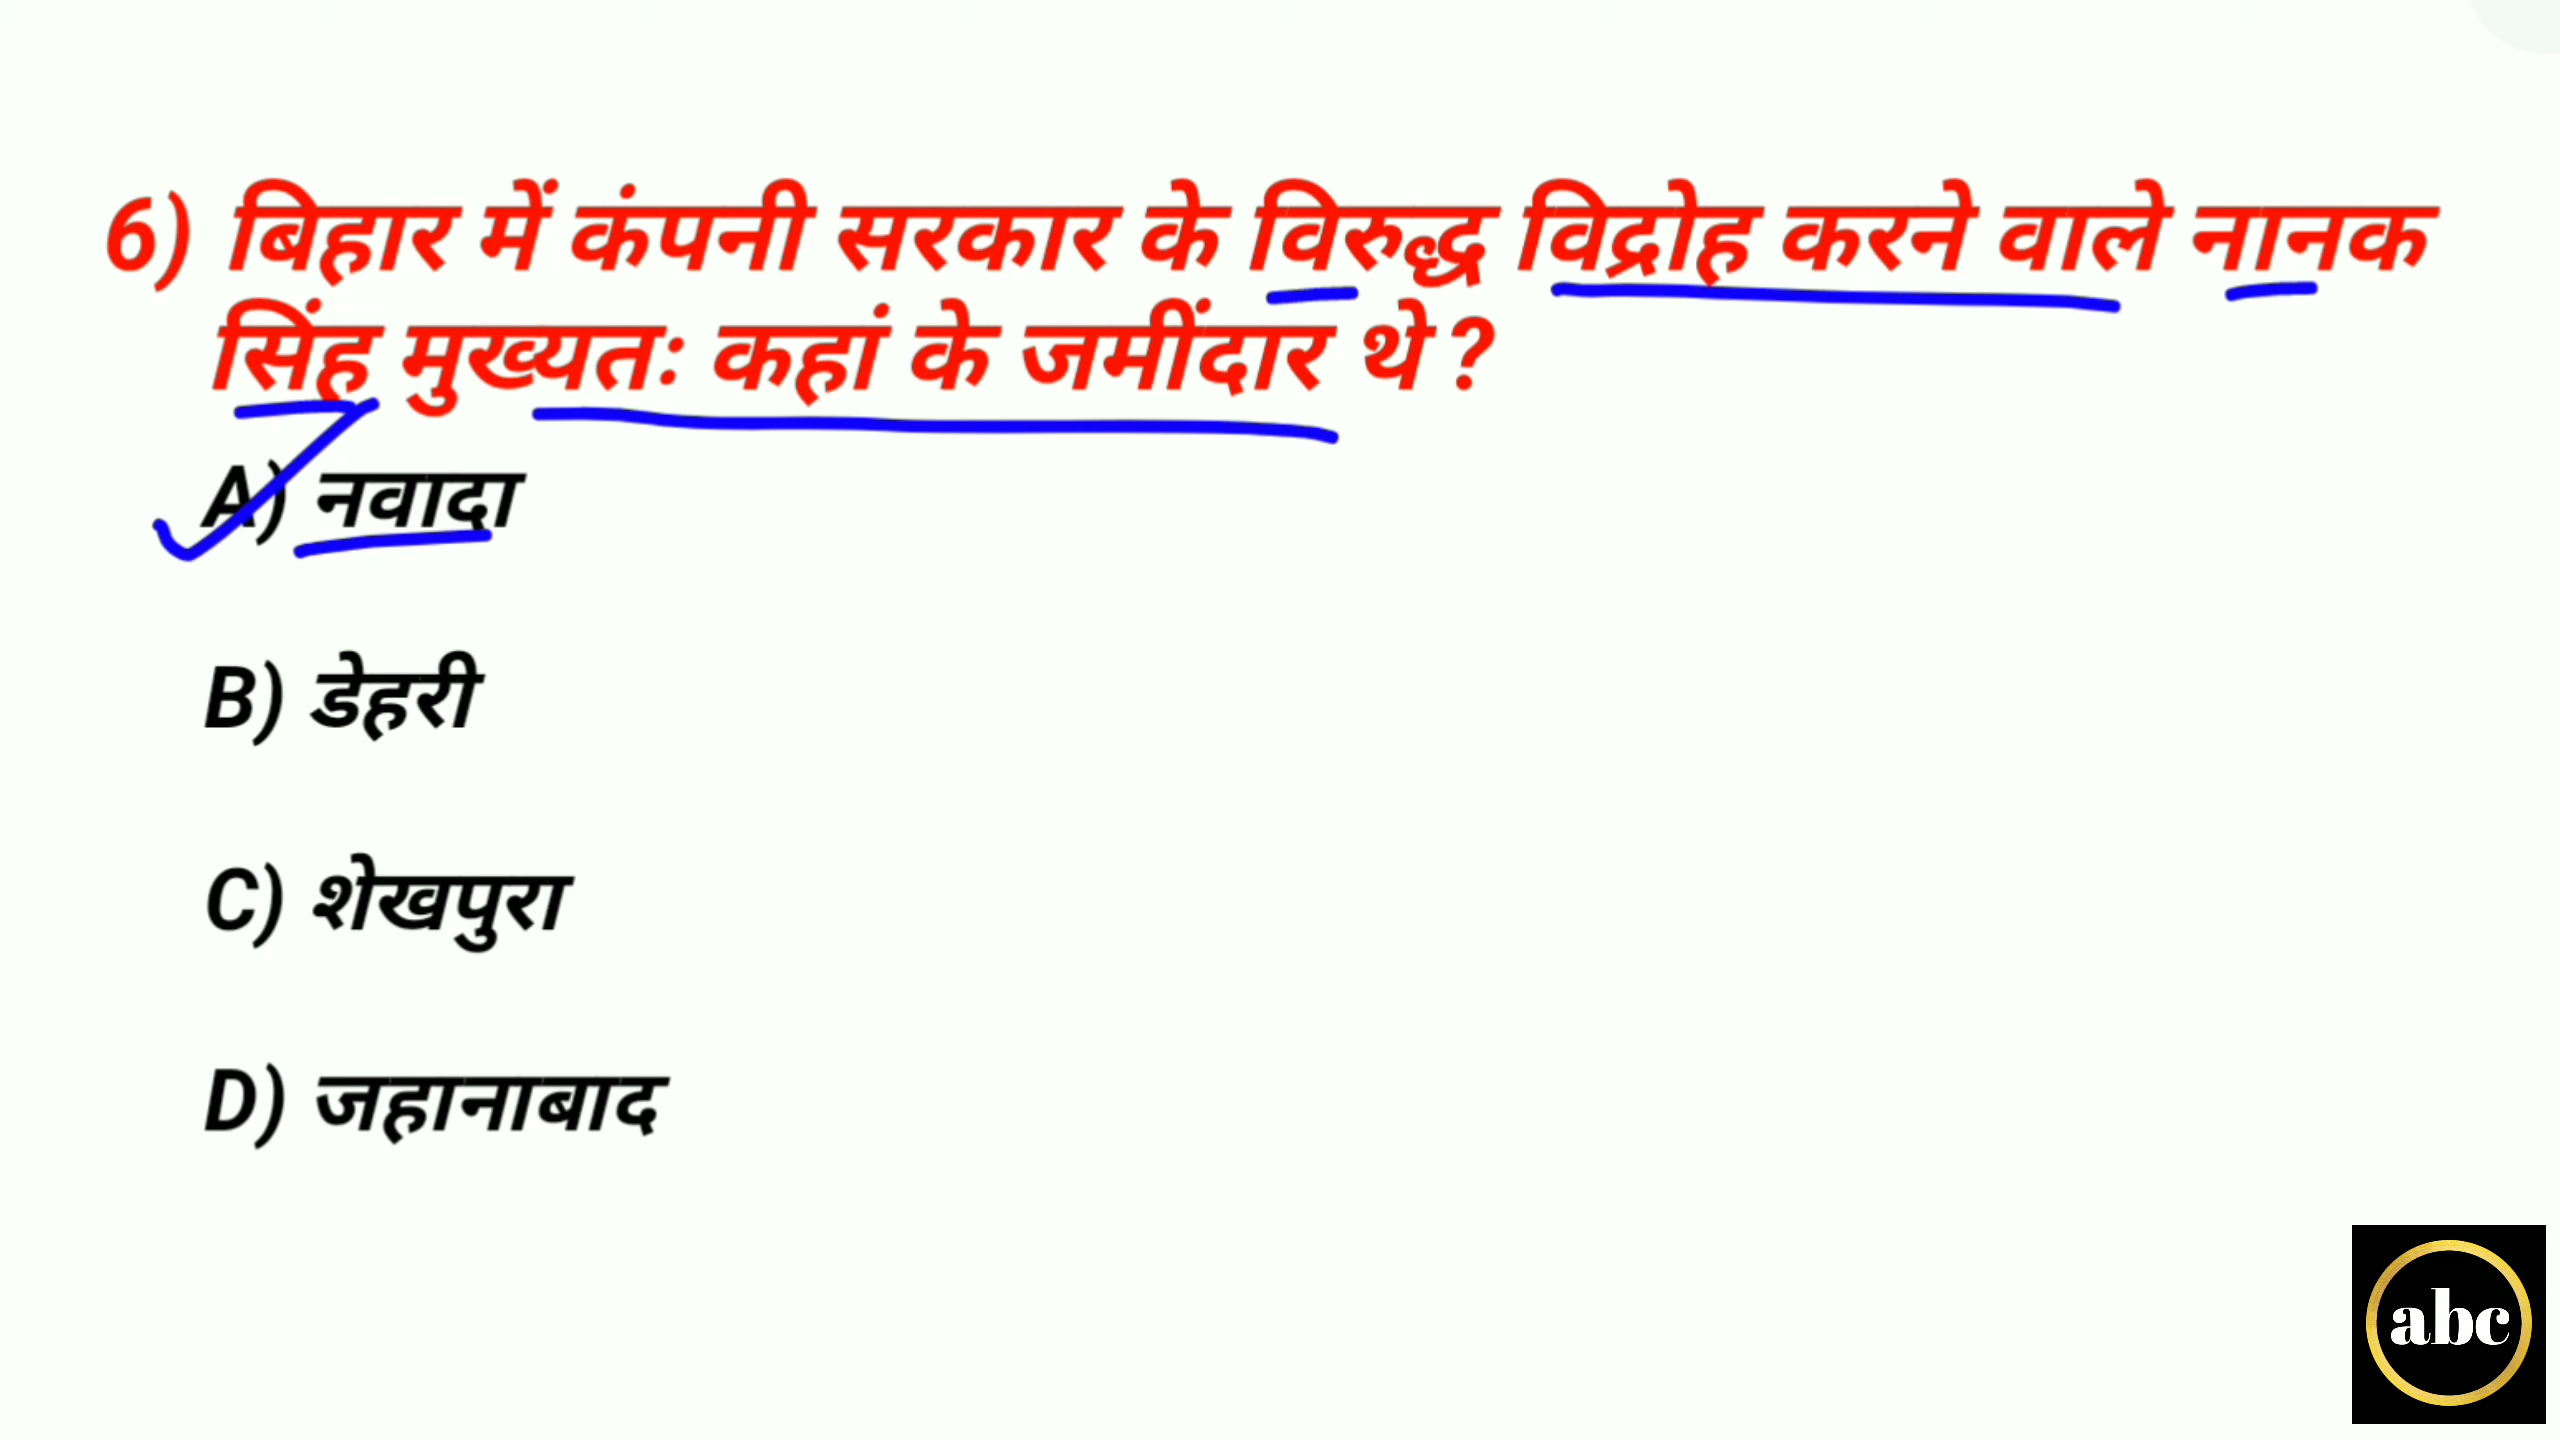 6) बिहार में कंपनी सरकार के विरुद्ध विद्रोह करने वाले नानक
सिंह मुख्यतः कहां के जमींदार थे ?
A) नवादा
B) डेहरी
C) शेखपुरा
D) जहानाबाद
abc